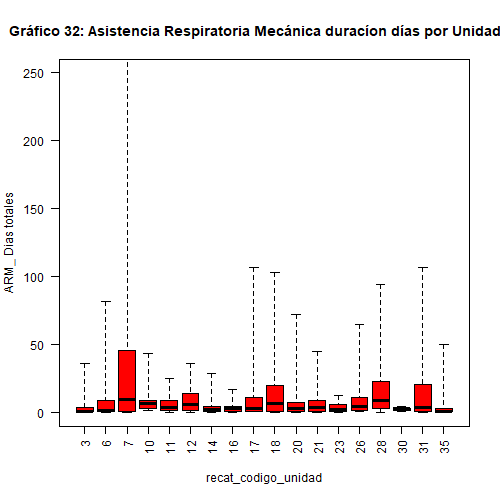 Gráfico 32: Asistencia Respiratoria Mecánica duracíon días por Unidad
250
200
150
100
50
0
ARM_ Dias totales
3 6 7 10 11 12 14 16 17 18 20 21 23 26 28 30 31 35
recat_codigo_unidad